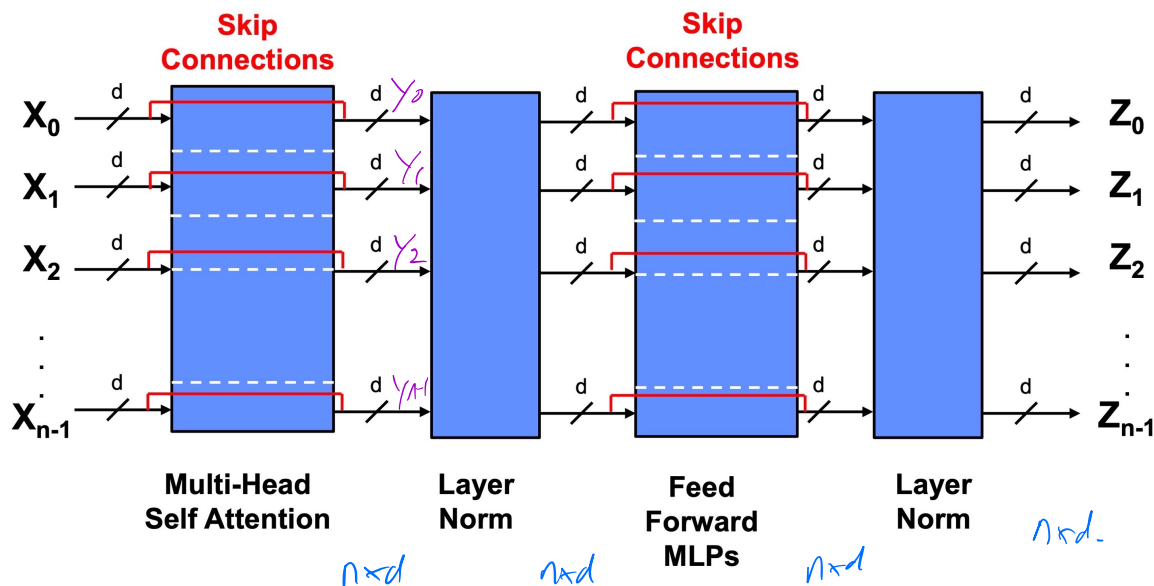 Skip
Connections
Skip
Connections
X0 d d Y0 d d d Z0
X1 d d Y1 d d d Z1
X2 d d Y2 d d d Z2
.
.
.
.
.
.
Xn-1 d d Yn-1 d d d Zn-1
Multi-Head
Self Attention
Layer
Norm
Feed
Forward
MLPs
Layer
Norm
n×d
n×d
n×d
n×d.